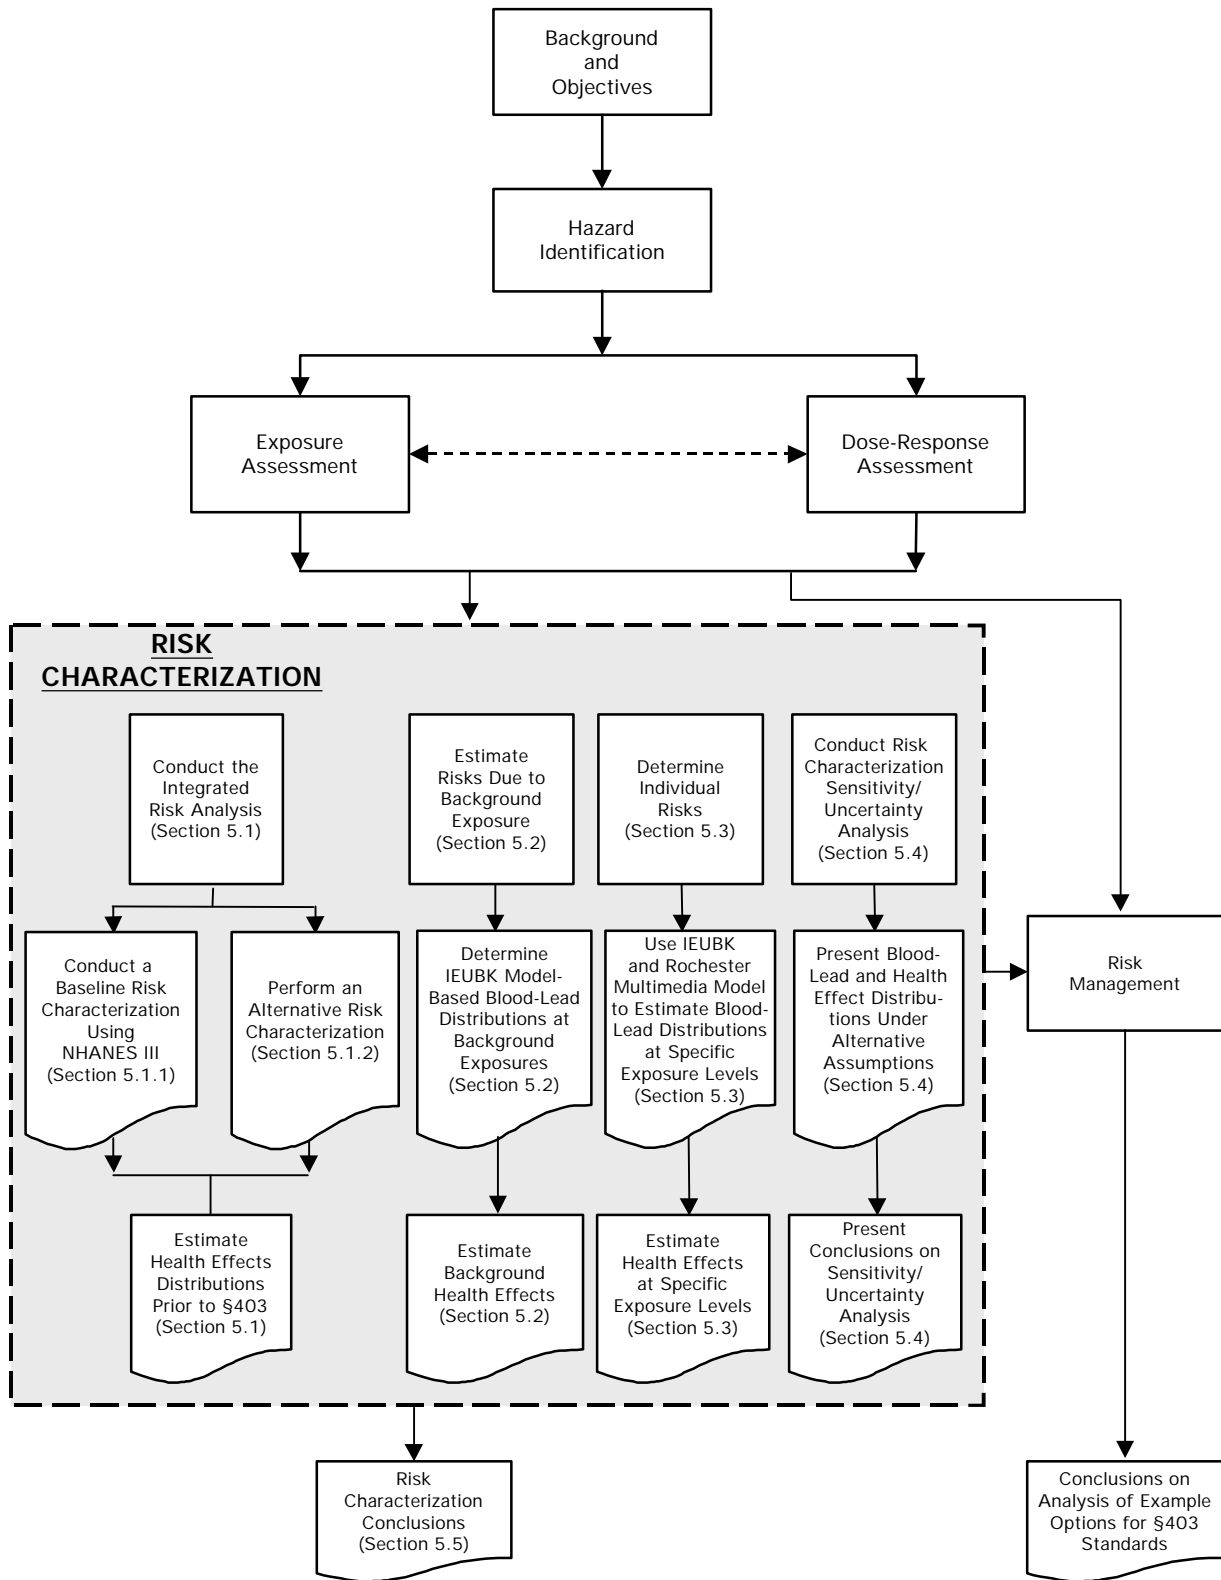 Background
and
Objectives
Hazard
Identification
Exposure
Assessment
Dose-Response
Assessment
RISK
CHARACTERIZATION
Conduct the
Integrated
Risk Analysis
(Section 5.1)
Estimate
Risks Due to
Background
Exposure
(Section 5.2)
Determine
Individual
Risks
(Section 5.3)
Conduct Risk
Characterization
Sensitivity/
Uncertainty
Analysis
(Section 5.4)
Conduct a
Baseline Risk
Characterization
Using
NHANES III
(Section 5.1.1)
Perform an
Alternative Risk
Characterization
(Section 5.1.2)
Determine
IEUBK Model-
Based Blood-Lead
Distributions at
Background
Exposures
(Section 5.2)
Use IEUBK
and Rochester
Multimedia Model
to Estimate Blood-
Lead Distributions
at Specific
Exposure Levels
(Section 5.3)
Present Blood-
Lead and Health
Effect Distribu-
tions Under
Alternative
Assumptions
(Section 5.4)
Risk
Management
Estimate
Health Effects
Distributions
Prior to §403
(Section 5.1)
Estimate
Background
Health Effects
(Section 5.2)
Estimate
Health Effects
at Specific
Exposure Levels
(Section 5.3)
Present
Conclusions on
Sensitivity/
Uncertainty
Analysis
(Section 5.4)
Risk
Characterization
Conclusions
(Section 5.5)
Conclusions on
Analysis of Example
Options for §403
Standards